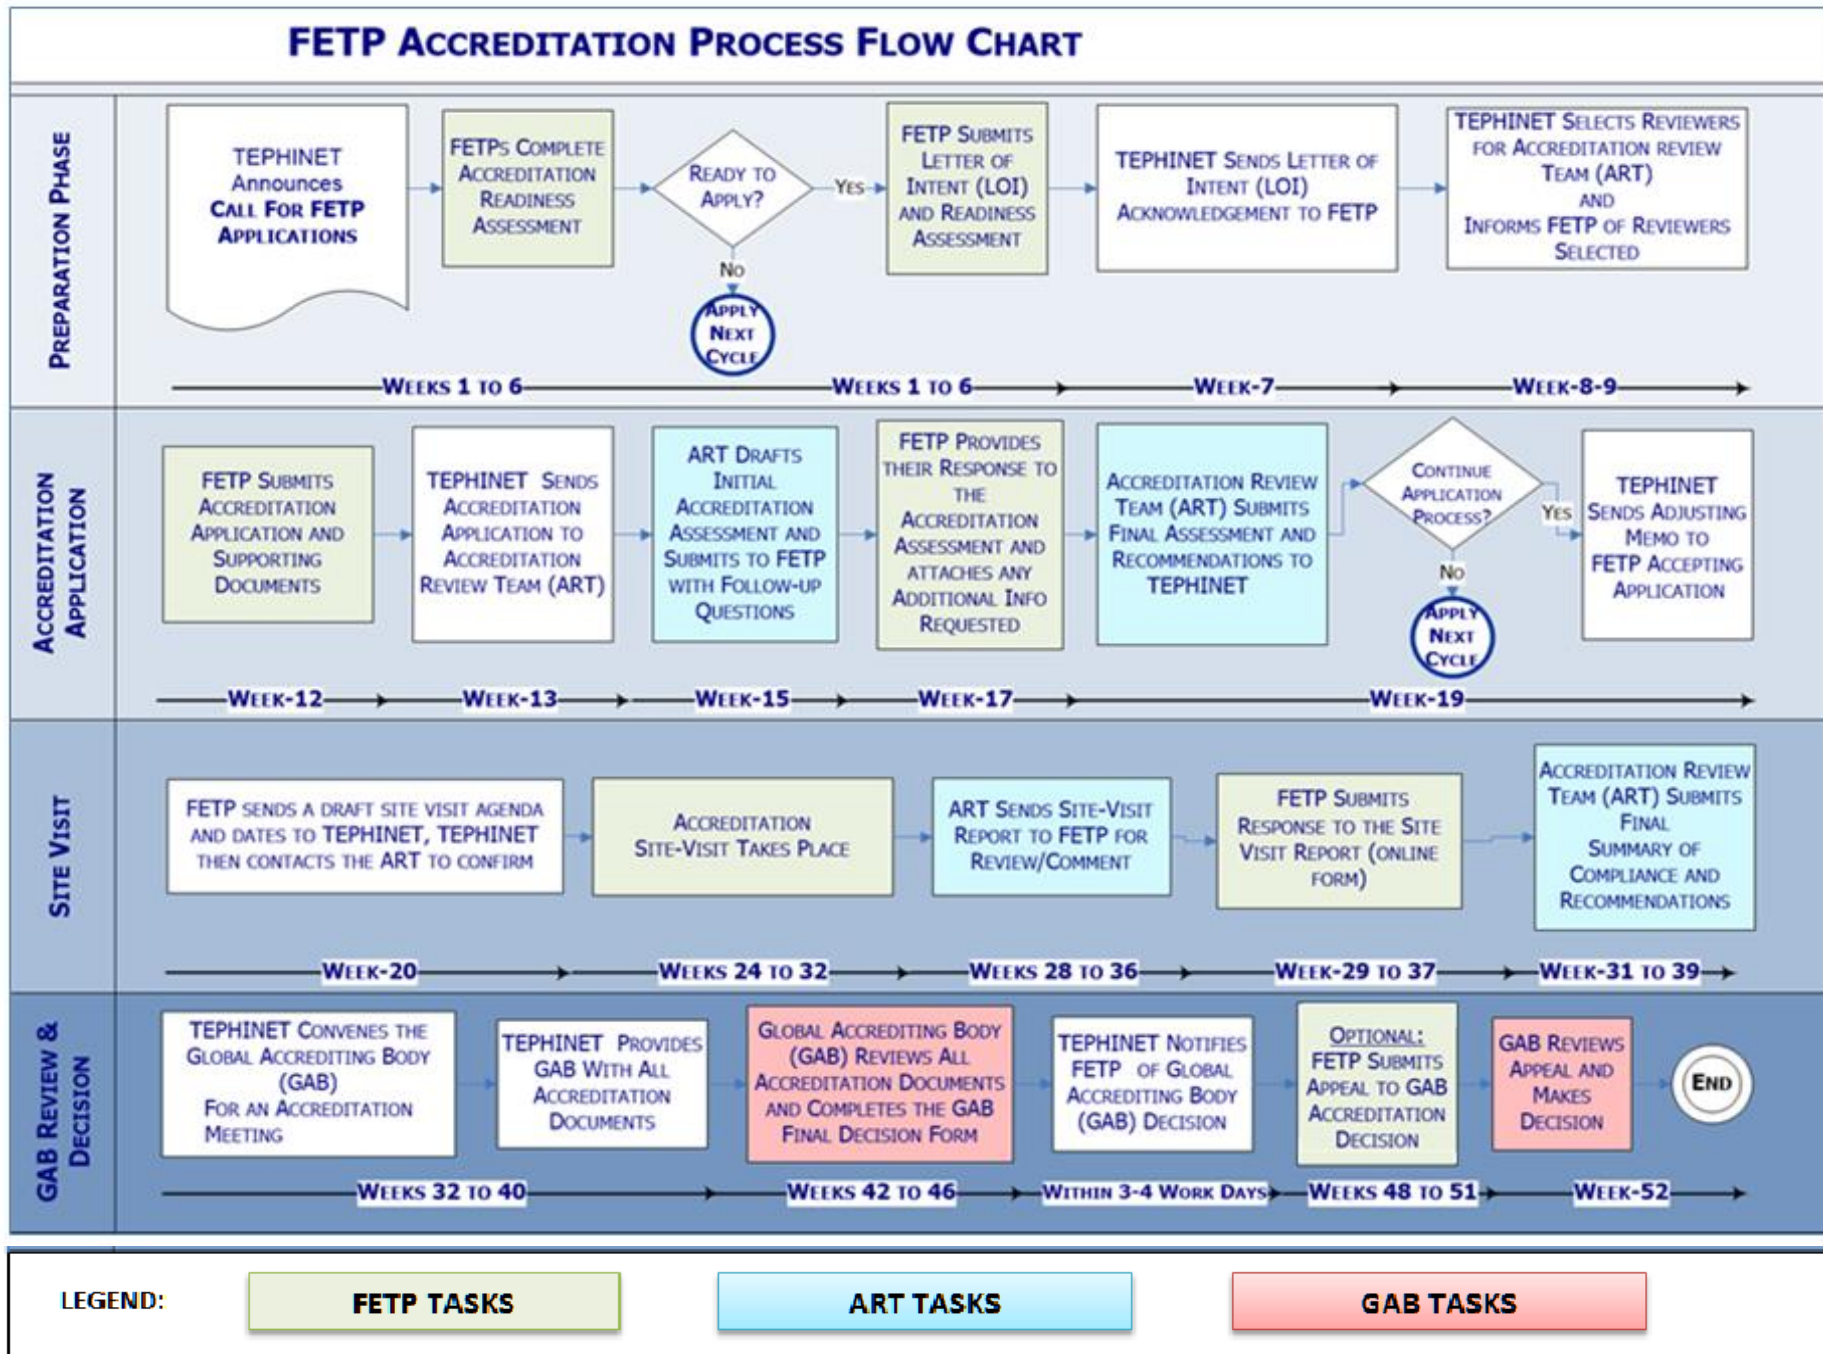 FETP ACCREDITATION PROCESS FLOW CHART
PREPARATION PHASE
TEPHINET
Announces
CALL FOR FETP
APPLICATIONS
FETPS COMPLETE
ACCREDITATION
READINESS
ASSESSMENT
READY TO
APPLY?
YES
NO
APPLY
NEXT
CYCLE
FETP SUBMITS
LETTER OF
INTENT (LOI)
AND READINESS
ASSESSMENT
TEPHINET SENDS LETTER OF
INTENT (LOI)
ACKNOWLEDGEMENT TO FETP
TEPHINET SELECTS REVIEWERS
FOR ACCREDITATION REVIEW
TEAM (ART)
AND
INFORMS FETP OF REVIEWERS
SELECTED
WEEKS 1 TO 6
WEEKS 1 TO 6
WEEK-7
WEEK-8-9
ACCREDITATION
APPLICATION
FETP SUBMITS
ACCREDITATION
APPLICATION AND
SUPPORTING
DOCUMENTS
TEPHINET SENDS
ACCREDITATION
APPLICATION TO
ACCREDITATION
REVIEW TEAM (ART)
ART DRAFTS
INITIAL
ACCREDITATION
ASSESSMENT AND
SUBMITS TO FETP
WITH FOLLOW-UP
QUESTIONS
FETP PROVIDES
THEIR RESPONSE TO
THE
ACCREDITATION
ASSESSMENT AND
ATTACHES ANY
ADDITIONAL INFO
REQUESTED
ACCREDITATION REVIEW
TEAM (ART) SUBMITS
FINAL ASSESSMENT AND
RECOMMENDATIONS TO
TEPHINET
CONTINUE
APPLICATION
PROCESS?
YES
NO
APPLY
NEXT
CYCLE
TEPHINET
SENDS ADJUSTING
MEMO TO
FETP ACCEPTING
APPLICATION
WEEK-12
WEEK-13
WEEK-15
WEEK-17
WEEK-19
SITE VISIT
FETP SENDS A DRAFT SITE VISIT AGENDA
AND DATES TO TEPHINET, TEPHINET
THEN CONTACTS THE ART TO CONFIRM
ACCREDITATION
SITE-VISIT TAKES PLACE
ART SENDS SITE-VISIT
REPORT TO FETP FOR
REVIEW/COMMENT
FETP SUBMITS
RESPONSE TO THE SITE
VISIT REPORT (ONLINE
FORM)
ACCREDITATION REVIEW
TEAM (ART) SUBMITS
FINAL
SUMMARY OF
COMPLIANCE AND
RECOMMENDATIONS
WEEK-20
WEEKS 24 TO 32
WEEKS 28 TO 36
WEEK-29 TO 37
WEEK-31 TO 39
GAB REVIEW &
DECISION
TEPHINET CONVENES THE
GLOBAL ACCREDITING BODY
(GAB)
FOR AN ACCREDITATION
MEETING
TEPHINET PROVIDES
GAB WITH ALL
ACCREDITATION
DOCUMENTS
GLOBAL ACCREDITING BODY
(GAB) REVIEWS ALL
ACCREDITATION DOCUMENTS
AND COMPLETES THE GAB
FINAL DECISION FORM
TEPHINET NOTIFIES
FETP OF GLOBAL
ACCREDITING BODY
(GAB) DECISION
OPTIONAL:
FETP SUBMITS
APPEAL TO GAB
ACCREDITATION
DECISION
GAB REVIEWS
APPEAL AND
MAKES
DECISION
END
WEEKS 32 TO 40
WEEKS 42 TO 46
WITHIN 3-4 WORK DAYS
WEEKS 48 TO 51
WEEK-52
LEGEND:
FETP TASKS
ART TASKS
GAB TASKS